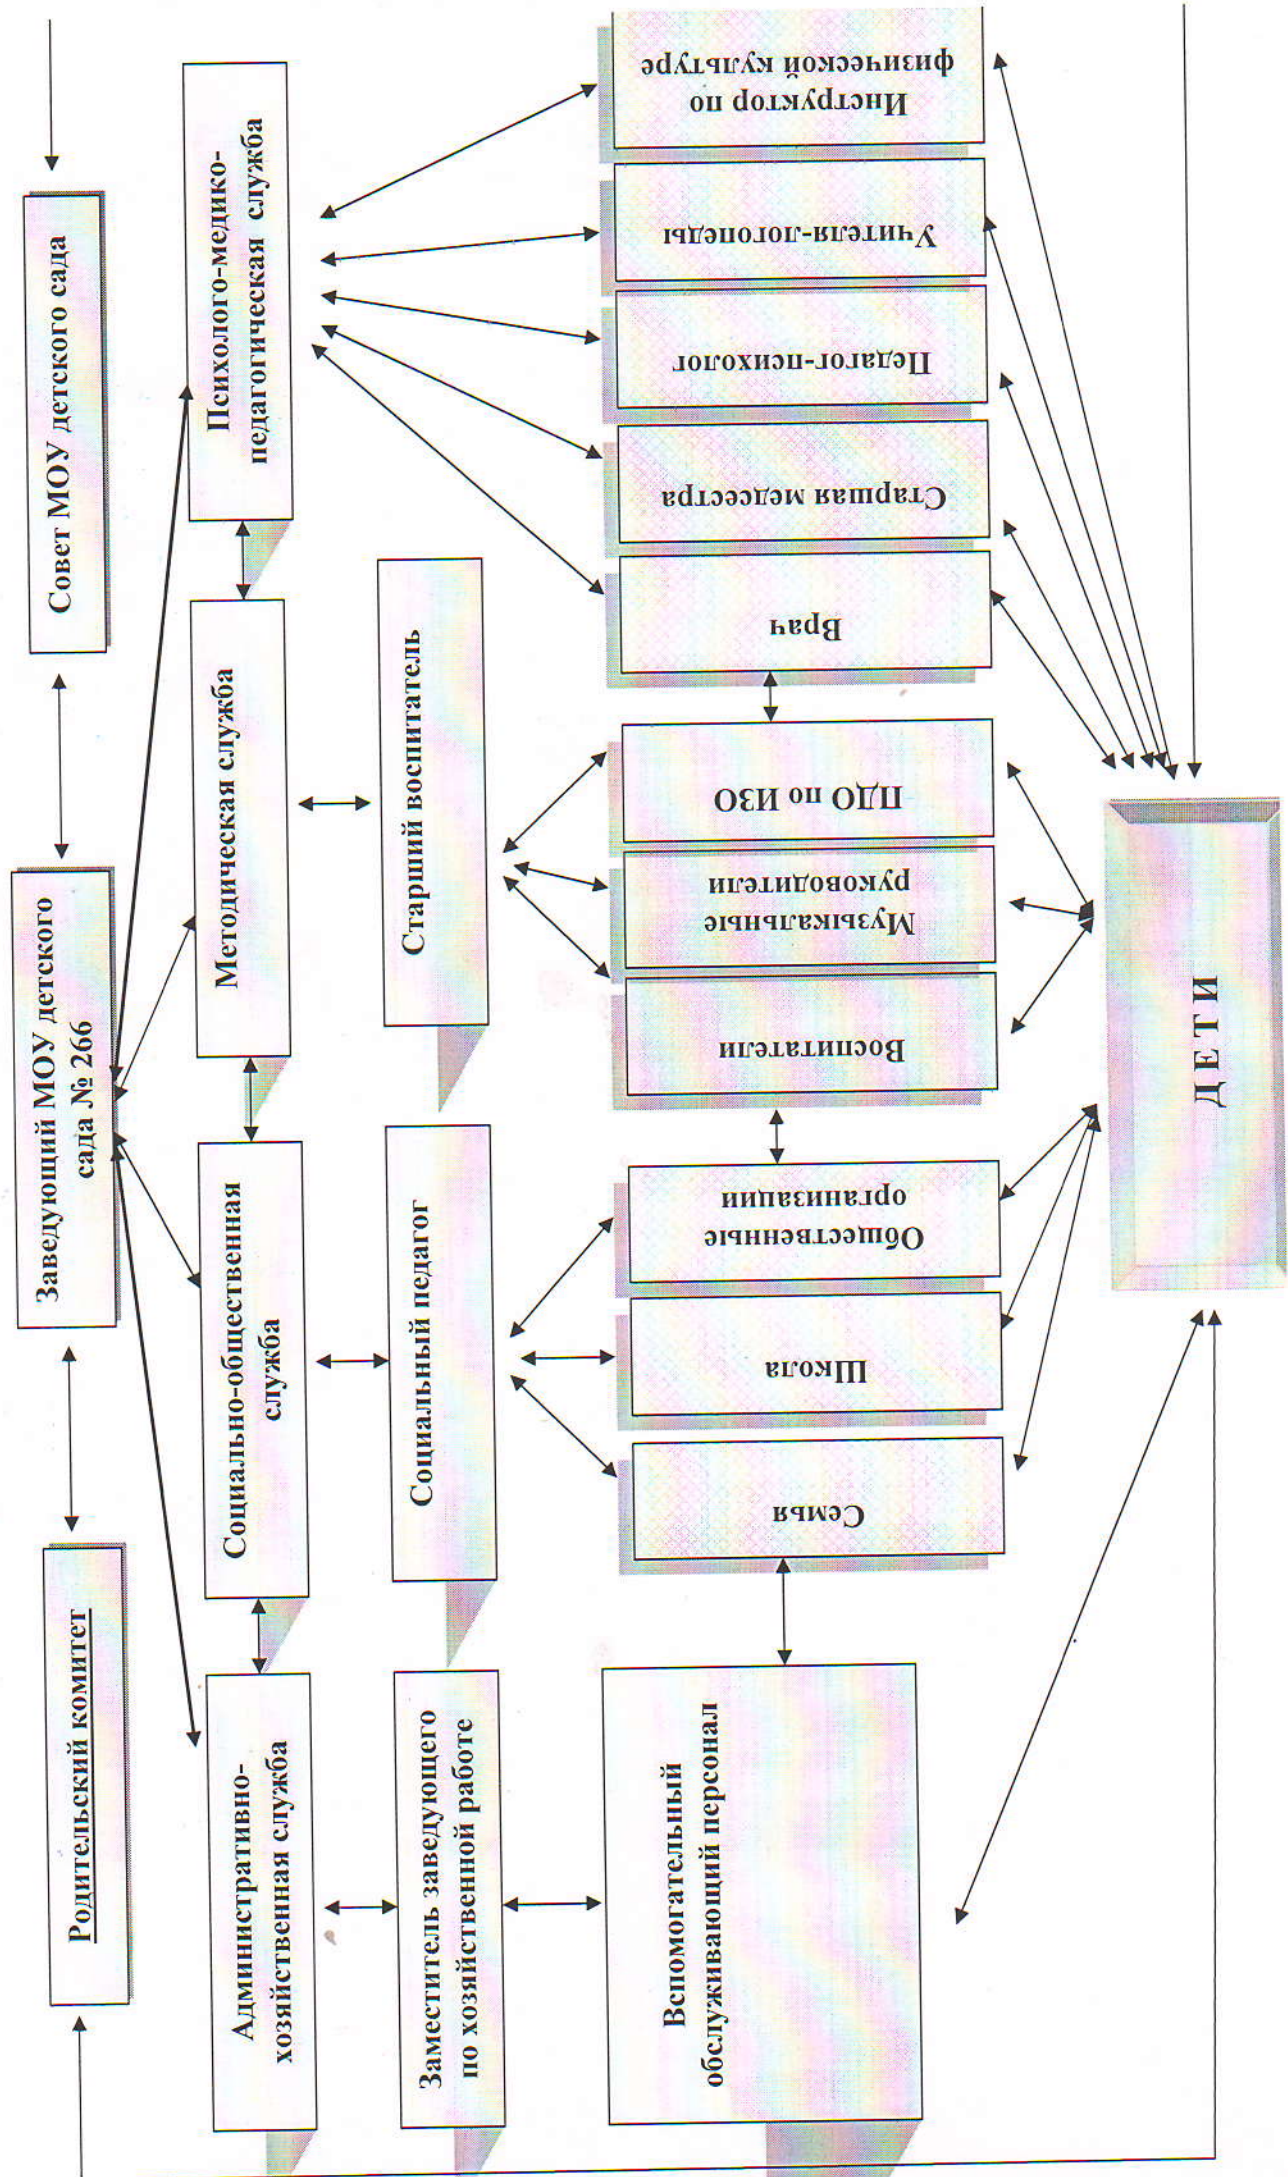 Родительский комитет
Заведующий МОУ детского
сада № 266
Совет МОУ детского сада
Административно-
хозяйственная служба
Социально-общественная
служба
Методическая служба
Психолого-медико-
педагогическая служба
Заместитель заведующего
по хозяйственной работе
Социальный педагог
Старший воспитатель
Вспомогательный
обслуживающий персонал
Семья
Школа
Общественные
организации
Воспитатели
Музыкальные
руководители
ПДО по ИЗО
Врач
Старшая медсестра
Педагог-психолог
Учителя-логопеды
Инструктор по
физической культуре
Д Е Т И